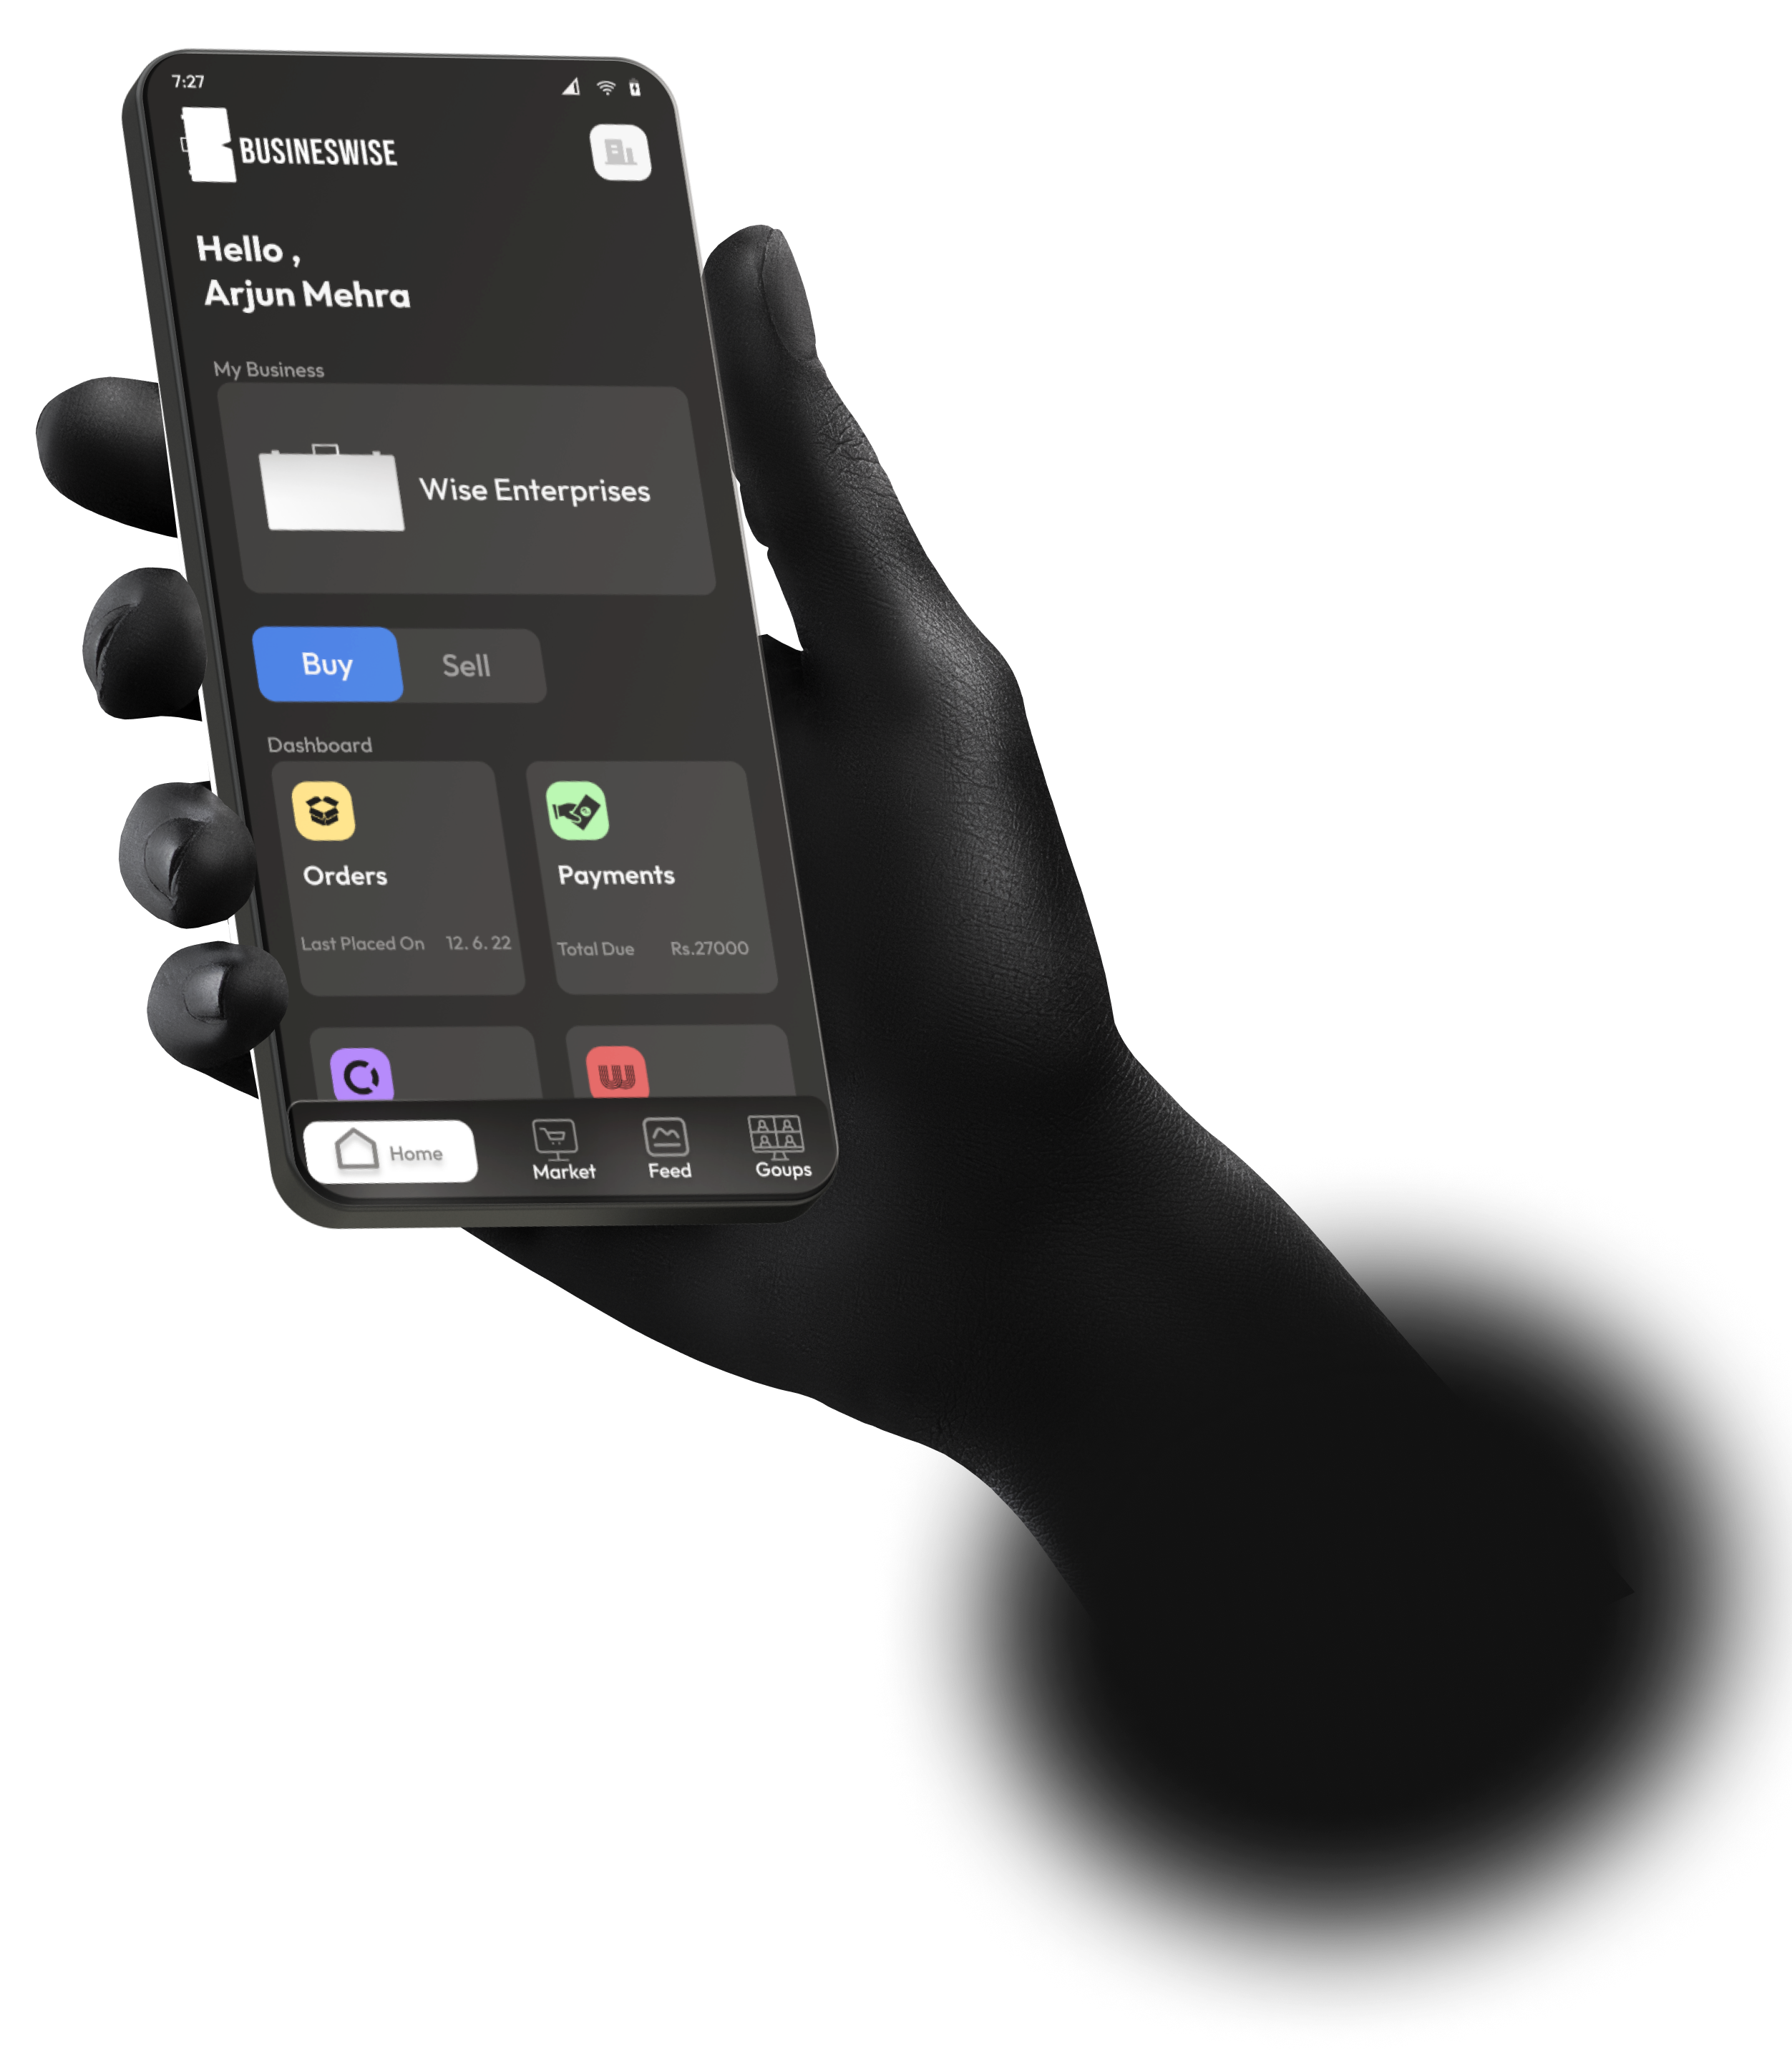 7:27
BUSINESWISE
Hello ,
Arjun Mehra
My Business
Wise Enterprises
Buy Sell
Dashboard
Orders Payments
Last Placed On 12. 6. 22 Total Due Rs.27000
Home Market Feed Goups